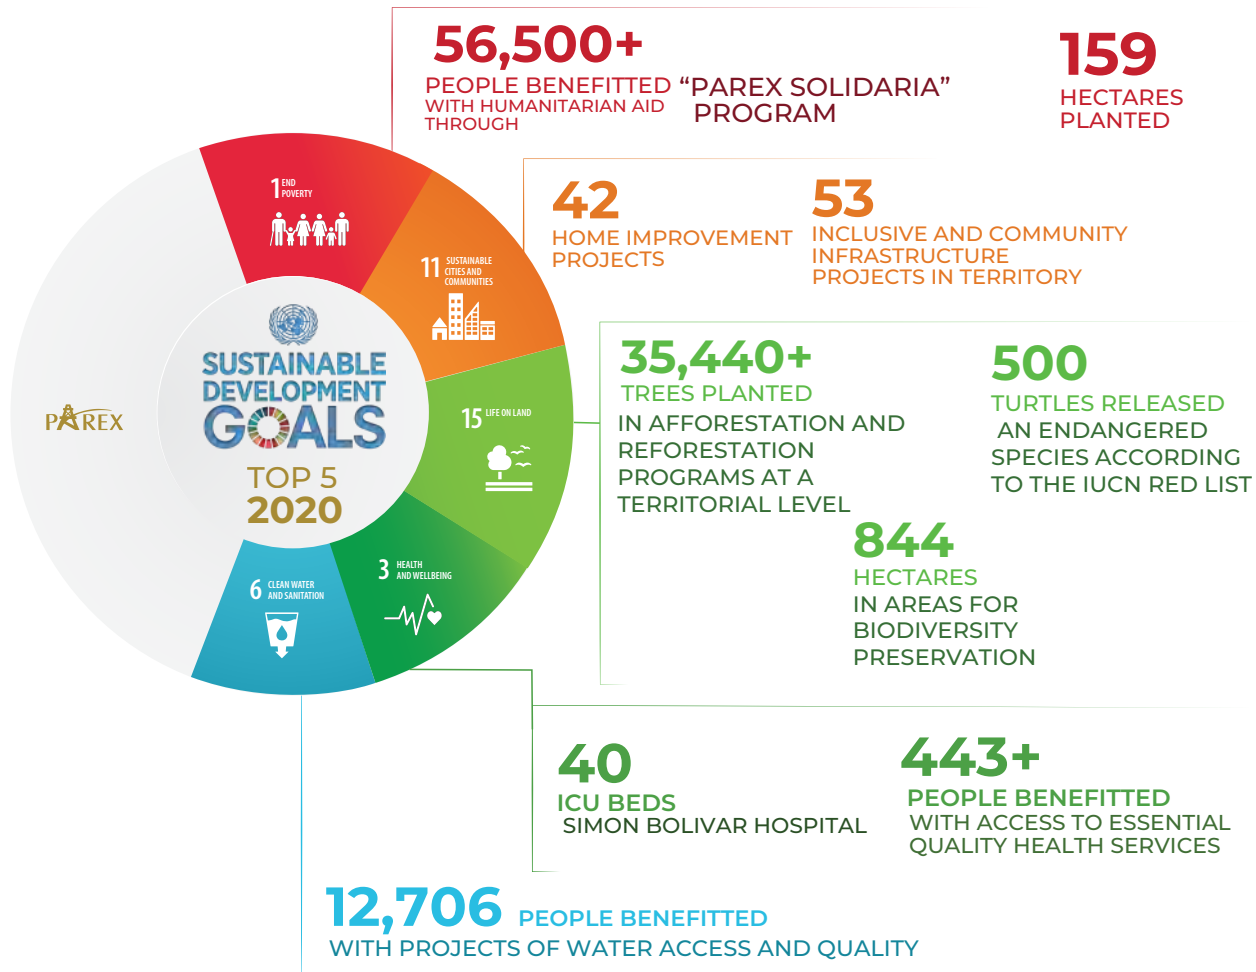 56,500+
PEOPLE BENEFITTED
WITH HUMANITARIAN AID
THROUGH
“PAREX SOLIDARIA”
PROGRAM
159
HECTARES
PLANTED
1 END
POVERTY
42
HOME IMPROVEMENT
PROJECTS
53
INCLUSIVE AND COMMUNITY
INFRASTRUCTURE
PROJECTS IN TERRITORY
11 SUSTAINABLE
CITIES AND
COMMUNITIES
35,440+
TREES PLANTED
IN AFFORESTATION AND
REFORESTATION
PROGRAMS AT A
TERRITORIAL LEVEL
500
TURTLES RELEASED
AN ENDANGERED
SPECIES ACCORDING
TO THE IUCN RED LIST
844
HECTARES
IN AREAS FOR
BIODIVERSITY
PRESERVATION
PAREX
SUSTAINABLE
DEVELOPMENT
GOALS
TOP 5
2020
15 LIFE ON LAND
3 HEALTH
AND WELLBEING
6 CLEAN WATER
AND SANITATION
40
ICU BEDS
SIMON BOLIVAR HOSPITAL
443+
PEOPLE BENEFITTED
WITH ACCESS TO ESSENTIAL
QUALITY HEALTH SERVICES
12,706 PEOPLE BENEFITTED
WITH PROJECTS OF WATER ACCESS AND QUALITY